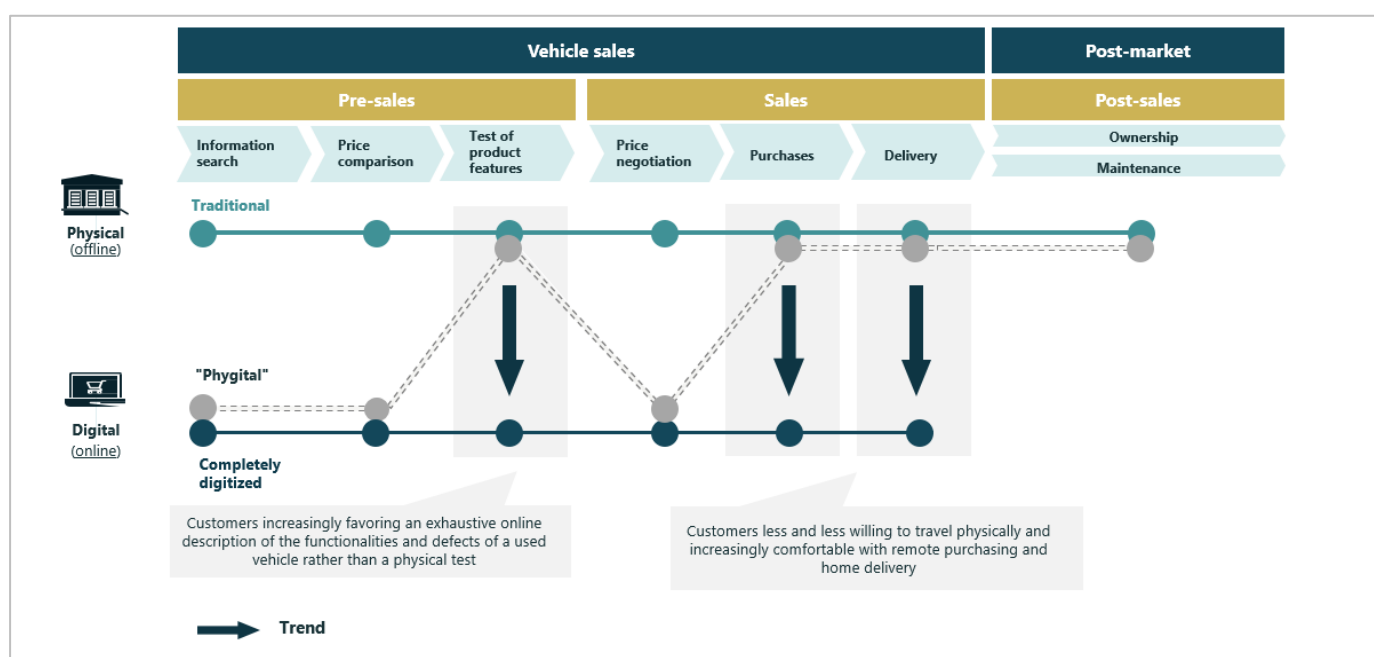 Vehicle sales
Post-market
Pre-sales
Sales
Post-sales
Information
search
Price
comparison
Test of
product
features
Price
negotiation
Purchases
Delivery
Ownership
Maintenance
Traditional
Physical
(offline)
"Phygital"
Digital
(online)
Completely
digitized
Customers increasingly favoring an exhaustive online
description of the functionalities and defects of a used
vehicle rather than a physical test
Customers less and less willing to travel physically and
increasingly comfortable with remote purchasing and
home delivery
Trend